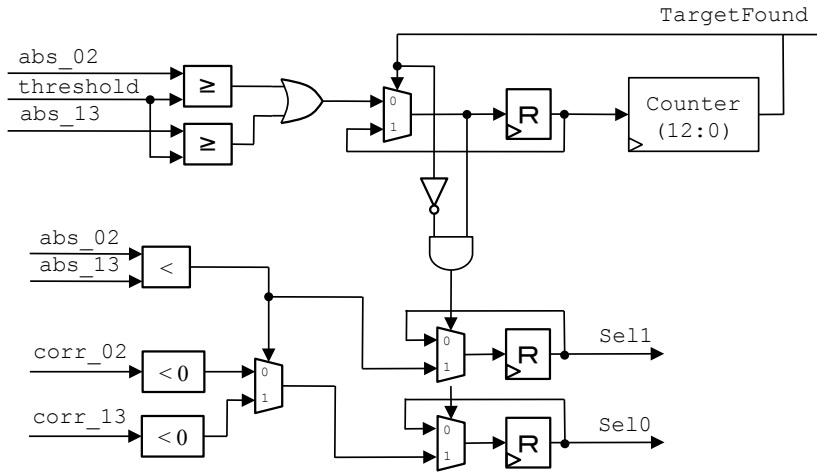 TargetFound
abs_02
threshold
abs_13
≥
≥
0
1
R
Counter
(12:0)
abs_02
abs_13
<
corr_02
< 0
corr_13
< 0
0
1
0
1
R
Sel1
0
1
R
Sel0